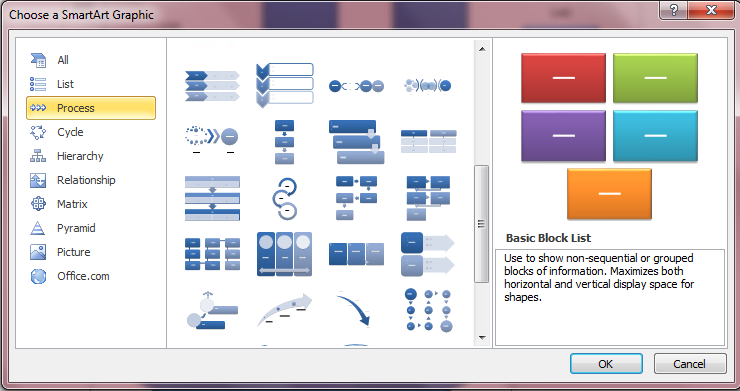 Choose a SmartArt Graphic
All
List
Process
Cycle
Hierarchy
Relationship
Matrix
Pyramid
Picture
Office.com
Basic Block List
Use to show non-sequential or grouped
blocks of information. Maximizes both
horizontal and vertical display space for
shapes.
OK
Cancel